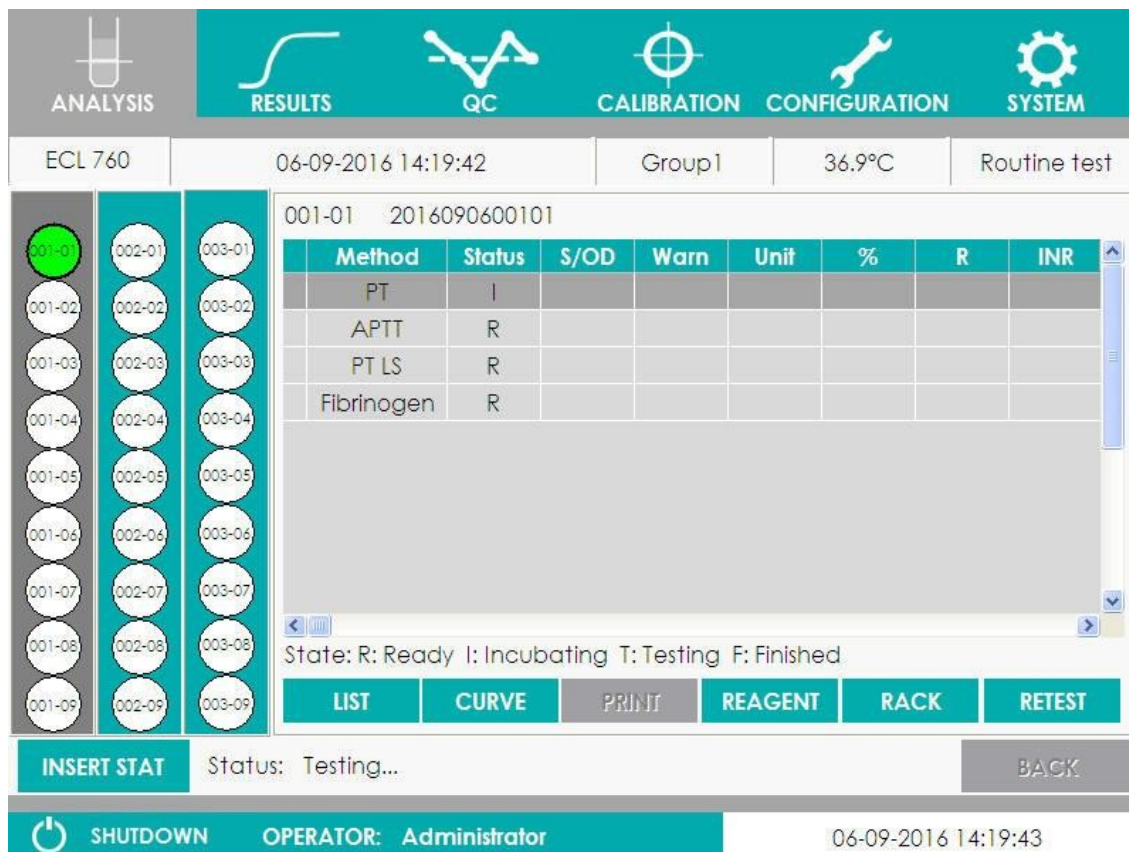 ANALYSIS RESULTS QC CALIBRATION CONFIGURATION SYSTEM
ECL 760 06-09-2016 14:19:42 Group1 36.9°C Routine test
001-01 2016090600101
Method Status S/OD Warn Unit % R INR
PT I
APTT R
PT LS R
Fibrinogen R
001-01 002-01 003-01
001-02 002-02 003-02
001-03 002-03 003-03
001-04 002-04 003-04
001-05 002-05 003-05
001-06 002-06 003-06
001-07 002-07 003-07
001-08 002-08 003-08
001-09 002-09 003-09
State: R: Ready I: Incubating T: Testing F: Finished
LIST CURVE PRINT REAGENT RACK RETEST
INSERT STAT Status: Testing... BACK
SHUTDOWN OPERATOR: Administrator 06-09-2016 14:19:43